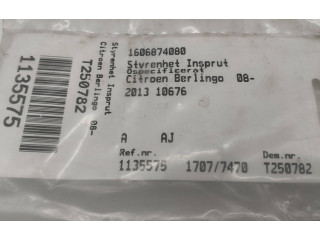 1606874080
Styrenhet Insprut
Ospecificerat
Citroen Berlingo 08-
2013 10676
A AJ
Ref.nr. Dem.nr.
1135575 1707/7470 T250782
Styrenhet Insprut
Citroen Berlingo 08-
T250782
1135575